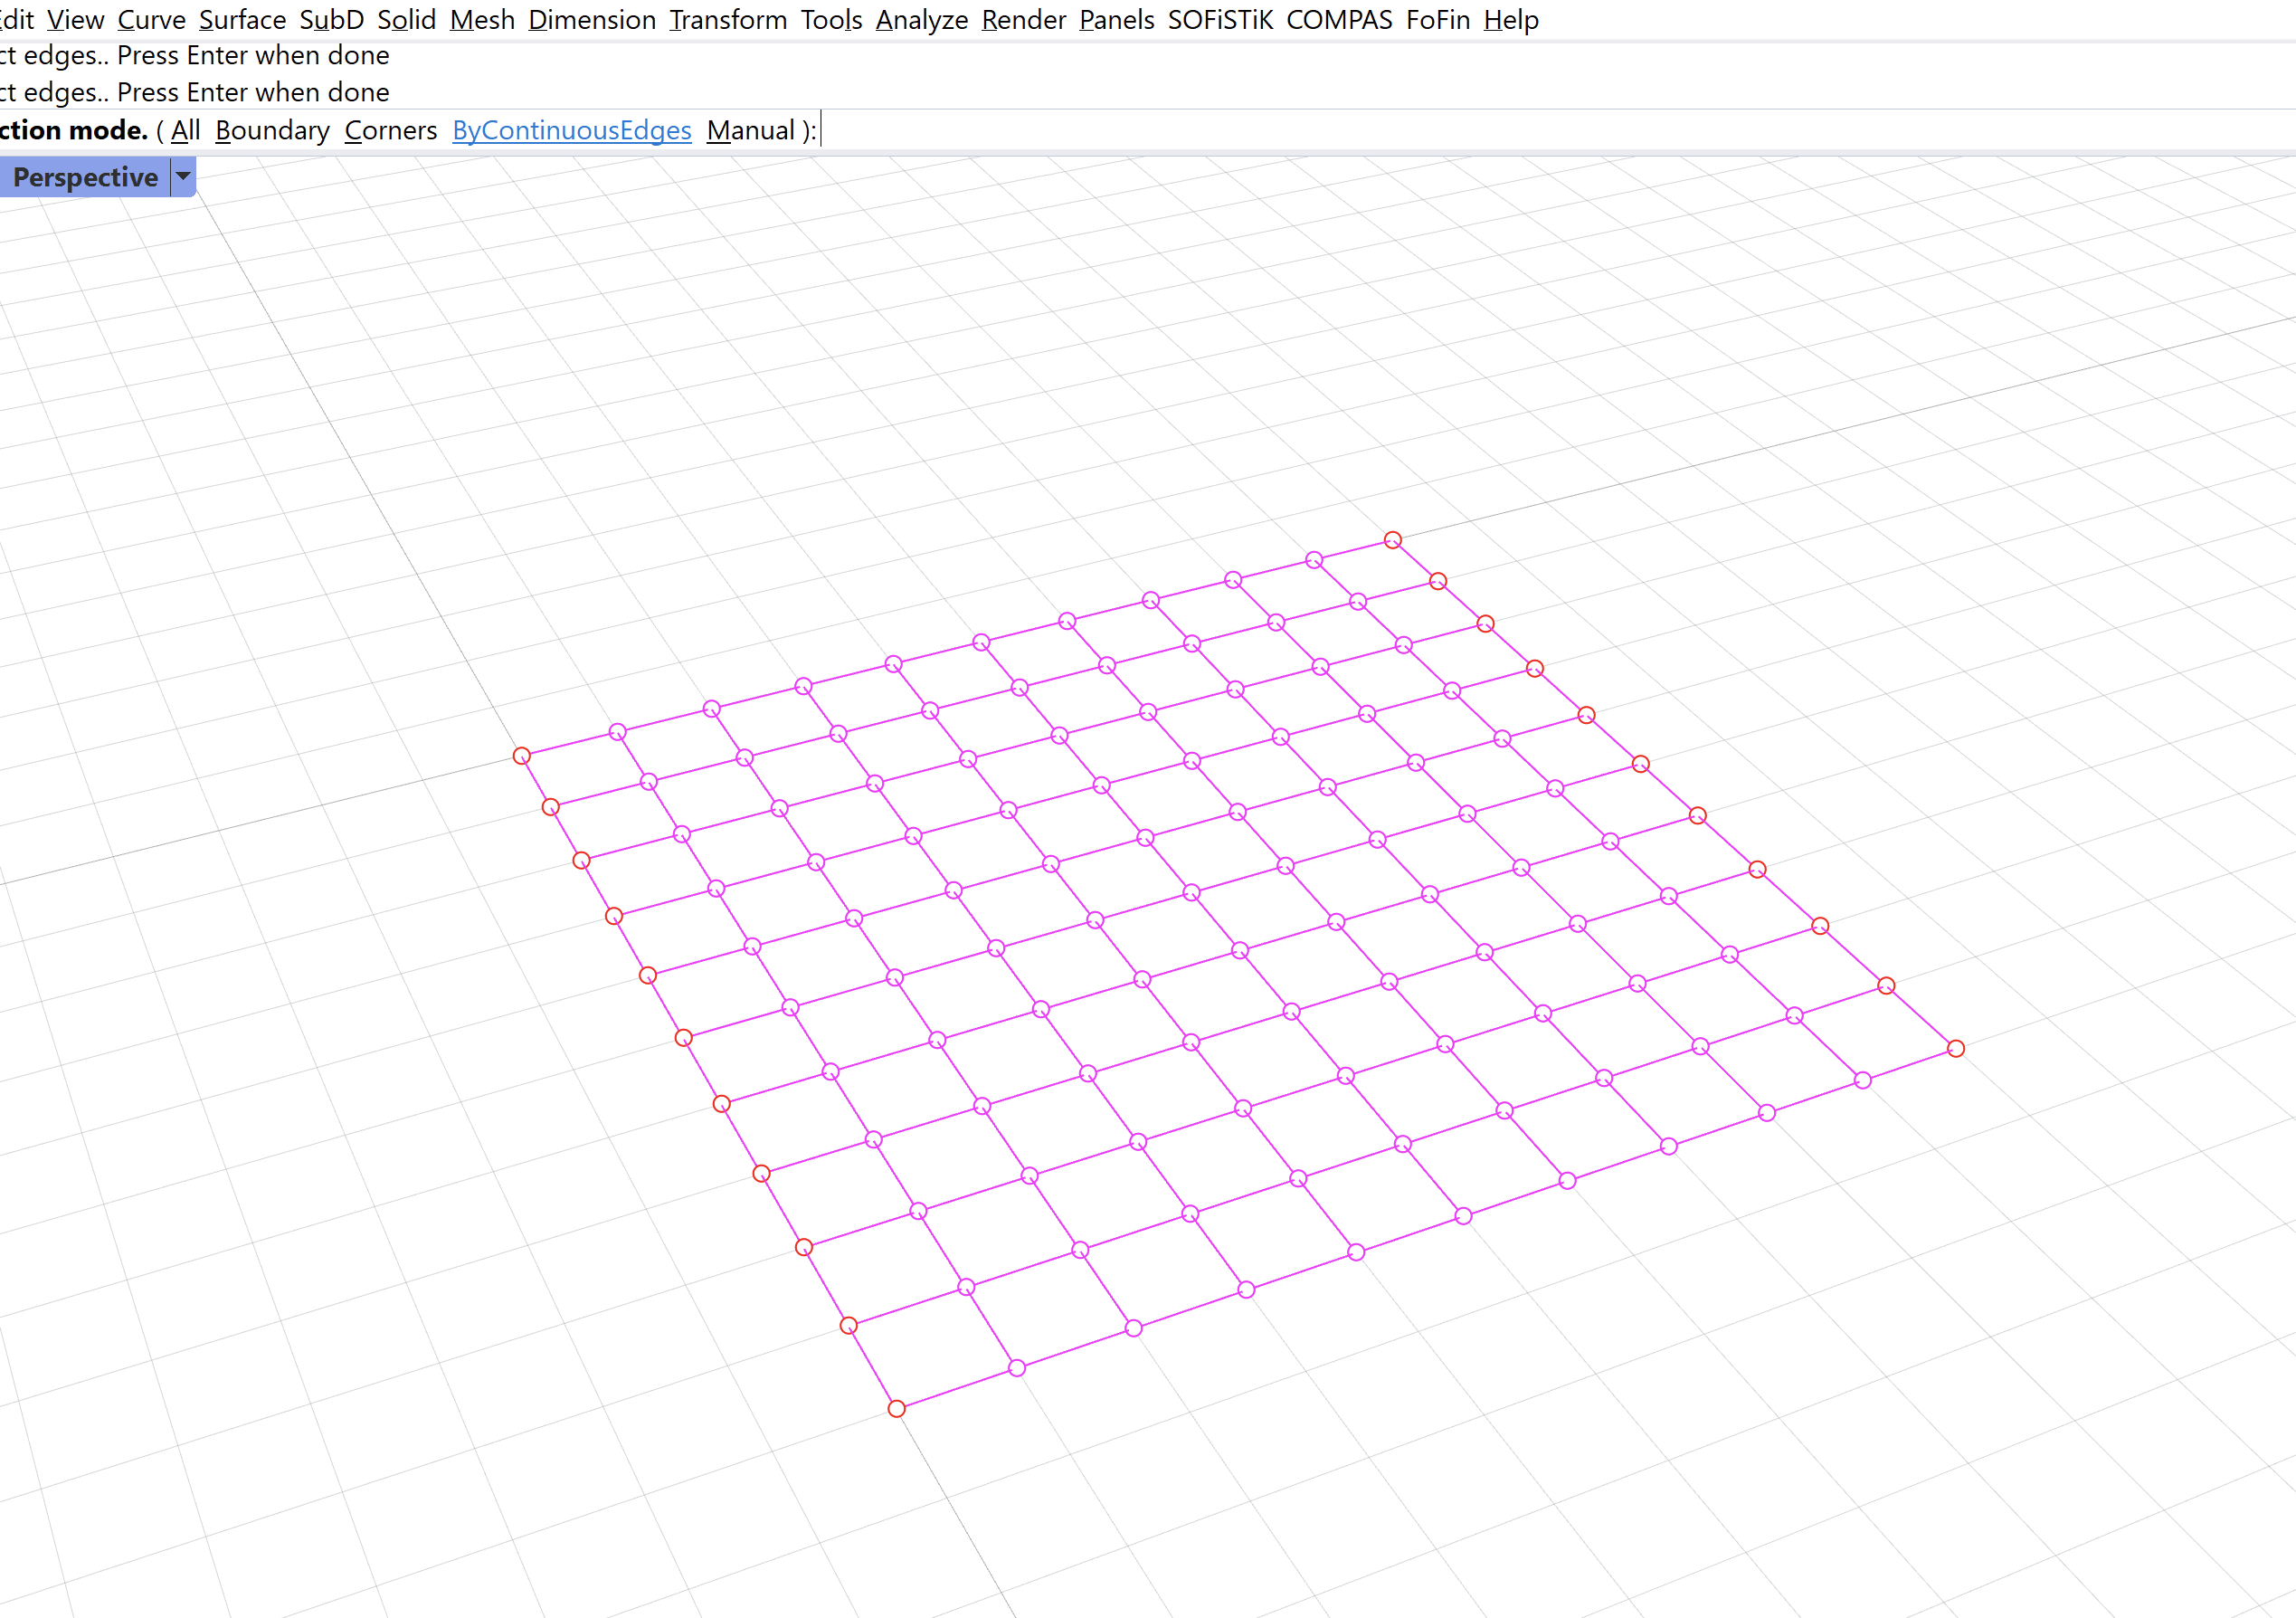 Edit View Curve Surface SubD Solid Mesh Dimension Transform Tools Analyze Render Panels SOFiSTiK COMPAS FoFin Help
ct edges.. Press Enter when done
ct edges.. Press Enter when done
ction mode. ( All Boundary Corners ByContinuousEdges Manual ):
Perspective